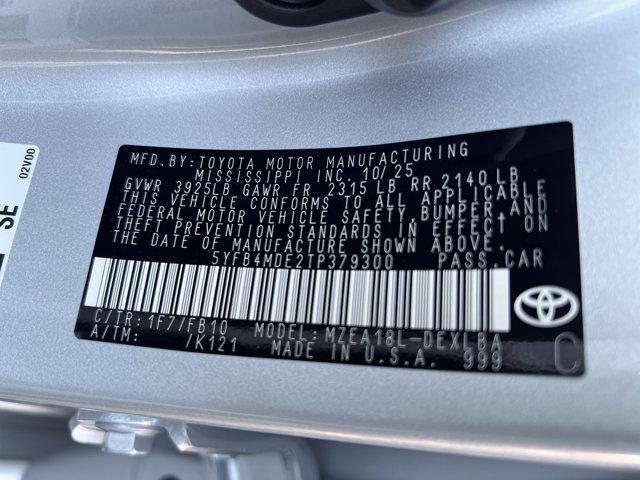 MFD.BY:TOYOTA MOTOR MANUFACTURING
MISSISSIPPI INC.10/25
GVWR 3925LB GAWR FR 2315 LB RR 2140 LB
THIS VEHICLE CONFORMS TO ALL APPLICABLE
FEDERAL MOTOR VEHICLE SAFETY,BUMPER,AND
THEFT PREVENTION STANDARDS IN EFFECT ON
THE DATE OF MANUFACTURE SHOWN ABOVE.
5YFB4MDE2TP379300 PASS.CAR
C/TR:1F77/FB10 MODEL:MZEA18L-DEXLBA
A/TM: /K121 MADE IN U.S.A. 999
C
02V00
SE